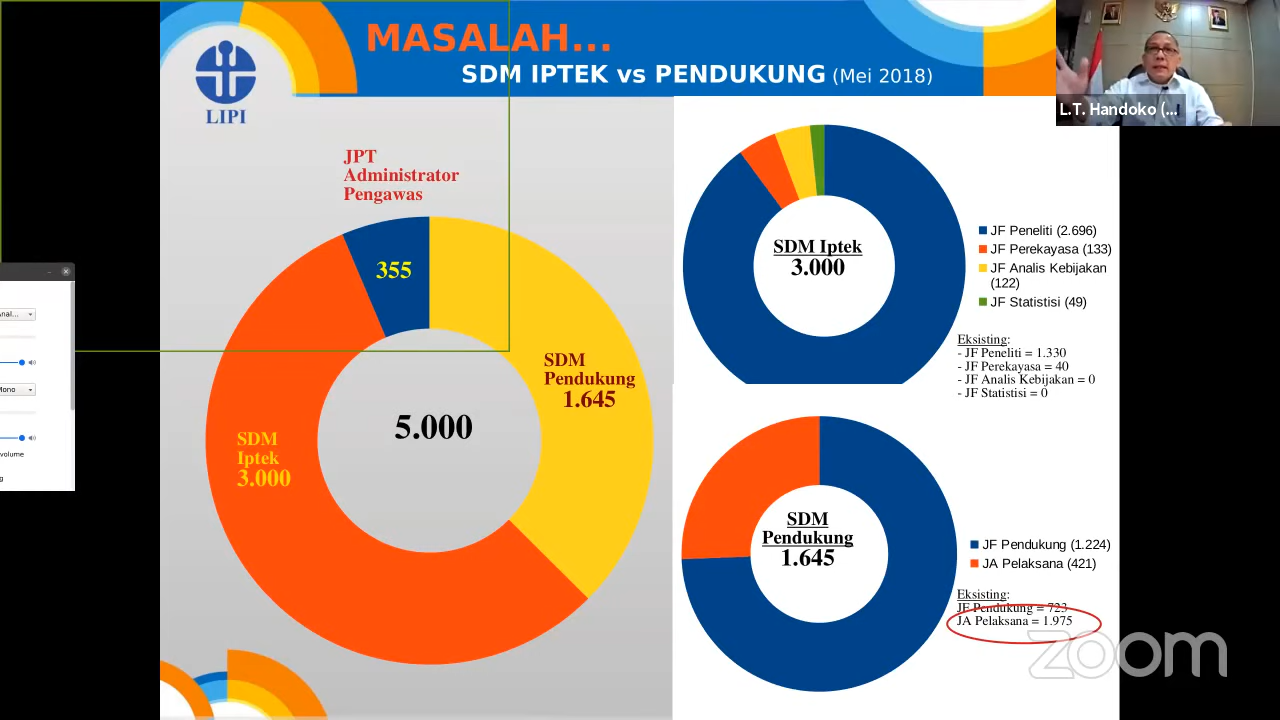 MASALAH...
SDM IPTEK vs PENDUKUNG (Mei 2018)
LIPI
L.T. Handoko (...
JPT
Administrator
Pengawas
355
SDM
Pendukung
1.645
5.000
SDM
Iptek
3.000
SDM Iptek
3.000
JF Peneliti (2.696)
JF Perekayasa (133)
JF Analis Kebijakan
(122)
JF Statistisi (49)
Eksisting:
- JF Peneliti = 1.330
- JF Perekayasa = 40
- JF Analis Kebijakan = 0
- JF Statistisi = 0
SDM
Pendukung
1.645
JF Pendukung (1.224)
JA Pelaksana (421)
Eksisting:
JF Pendukung = 723
JA Pelaksana = 1.975
zoom
Mono
volume